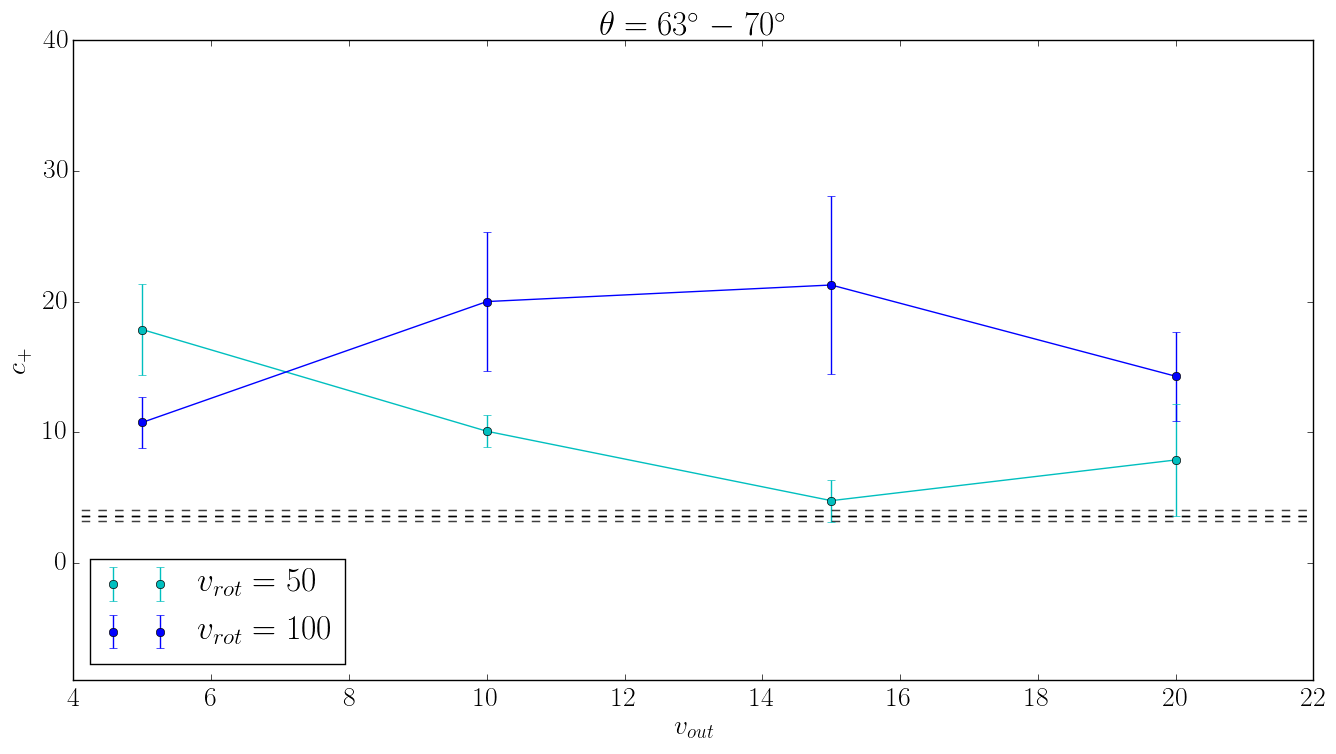 θ = 63° − 70°
40
30
20
10
0
c₊
4 6 8 10 12 14 16 18 20 22
v_out
v_rot = 50
v_rot = 100